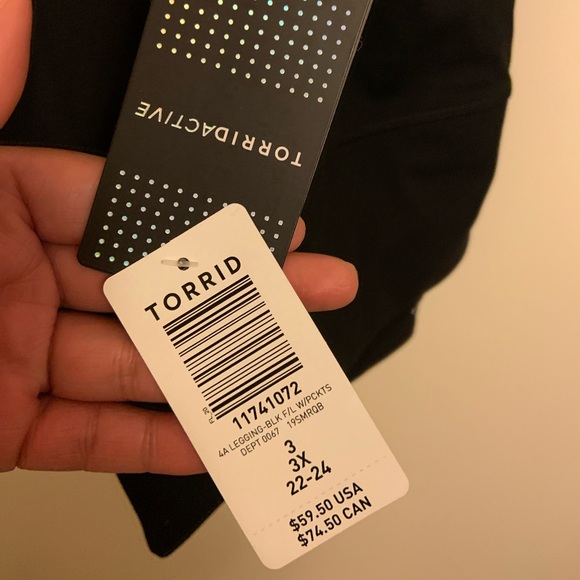 TORRIDACTIVE
TORRID
11741072
4A LEGGING-BLK F/L W/PCKTS
DEPT 0067 19SMRQB
3
3X
22-24
$59.50 USA
$74.50 CAN